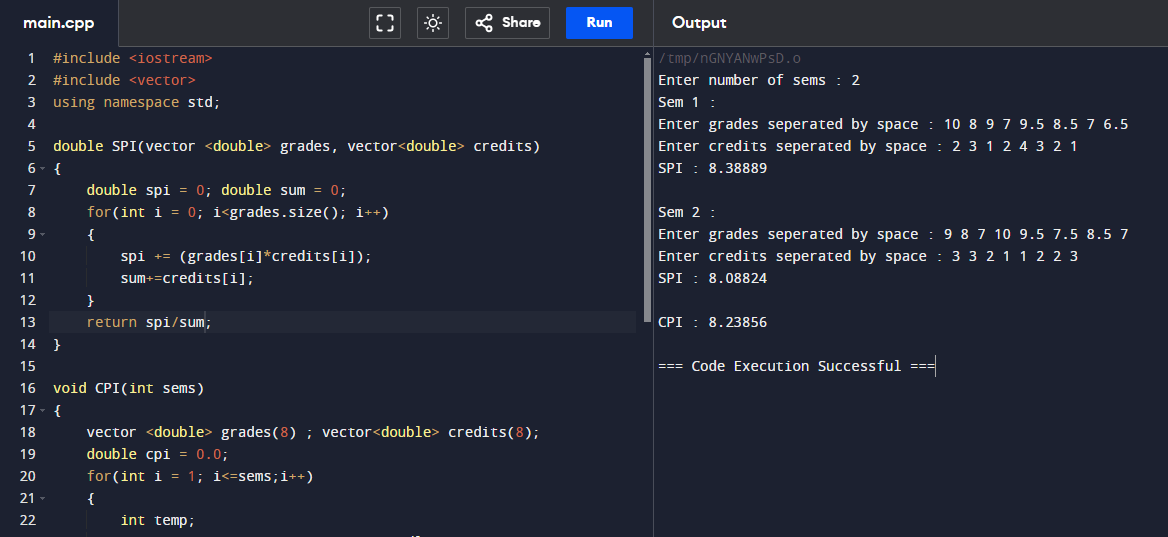 main.cpp
Share
Run
Output
1 #include <iostream>
2 #include <vector>
3 using namespace std;
4
5 double SPI(vector <double> grades, vector<double> credits)
6 {
7 double spi = 0; double sum = 0;
8 for(int i = 0; i<grades.size(); i++)
9 {
10 spi += (grades[i]*credits[i]);
11 sum+=credits[i];
12 }
13 return spi/sum;
14 }
15
16 void CPI(int sems)
17 {
18 vector <double> grades(8) ; vector<double> credits(8);
19 double cpi = 0.0;
20 for(int i = 1; i<=sems;i++)
21 {
22 int temp;
/tmp/nGNYANwPsD.o
Enter number of sems : 2
Sem 1 :
Enter grades seperated by space : 10 8 9 7 9.5 8.5 7 6.5
Enter credits seperated by space : 2 3 1 2 4 3 2 1
SPI : 8.38889
Sem 2 :
Enter grades seperated by space : 9 8 7 10 9.5 7.5 8.5 7
Enter credits seperated by space : 3 3 2 1 1 2 2 3
SPI : 8.08824
CPI : 8.23856
=== Code Execution Successful ===